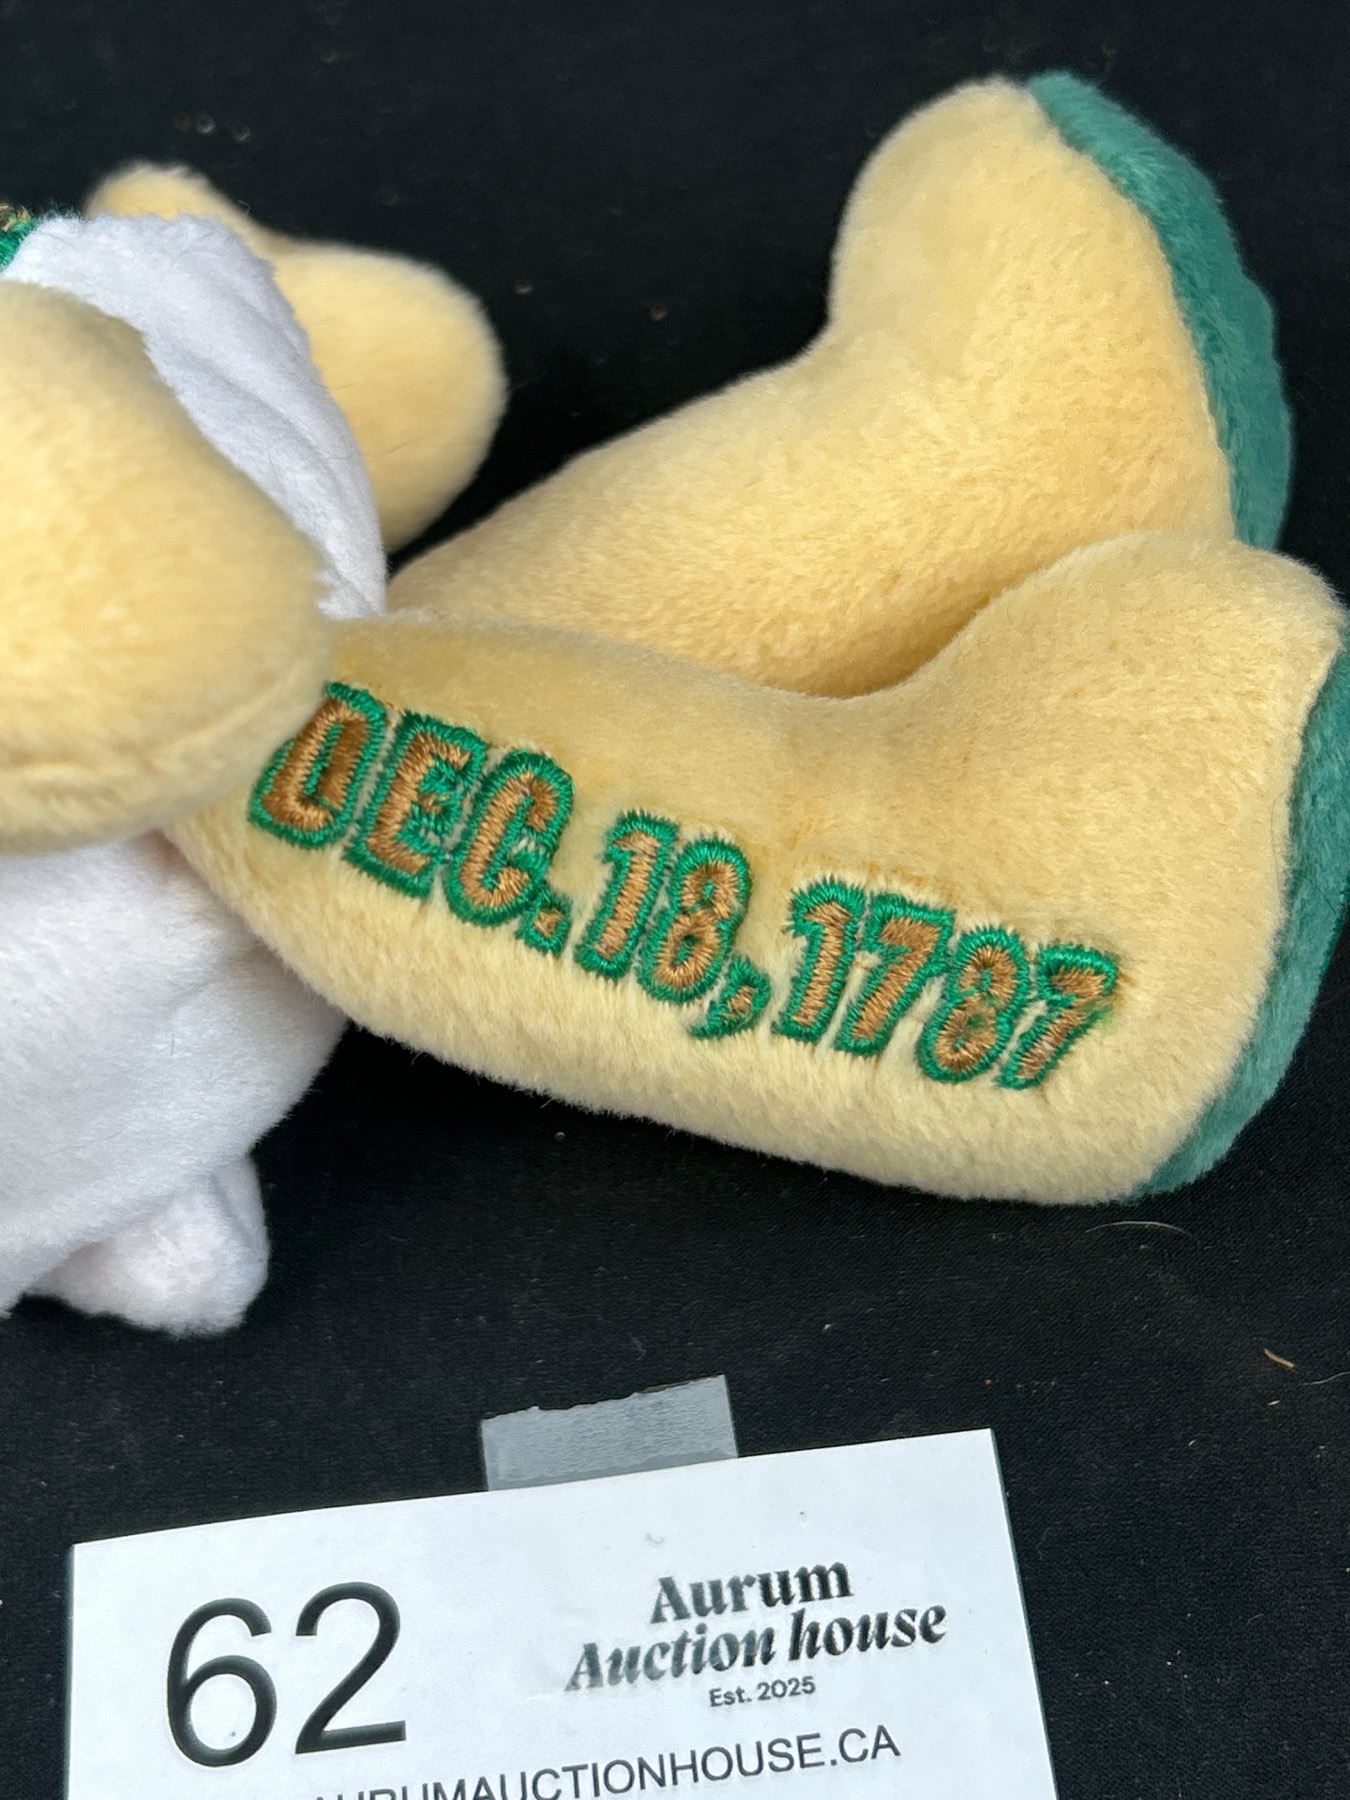 DEC.18,1787
62
Aurum
Auction house
Est. 2025
AURUMAUCTIONHOUSE.CA